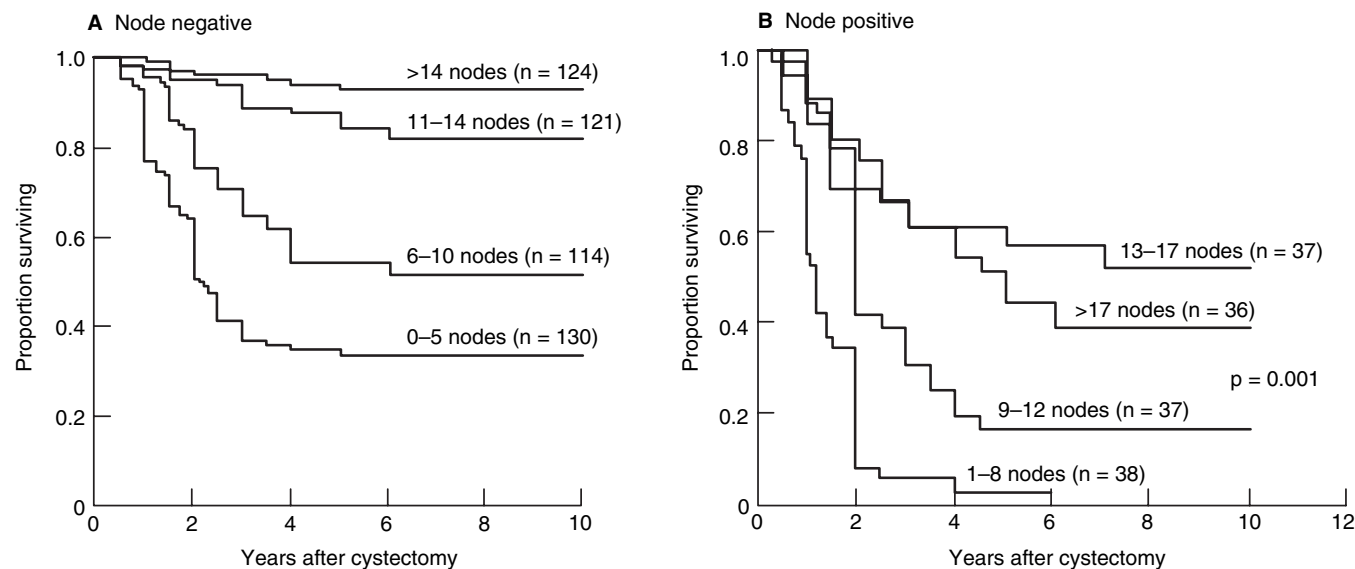 A Node negative
1.0
0.8
0.6
0.4
0.2
0
Proportion surviving
>14 nodes (n = 124)
11–14 nodes (n = 121)
6–10 nodes (n = 114)
0–5 nodes (n = 130)
0 2 4 6 8 10
Years after cystectomy
B Node positive
1.0
0.8
0.6
0.4
0.2
0
Proportion surviving
13–17 nodes (n = 37)
>17 nodes (n = 36)
p = 0.001
9–12 nodes (n = 37)
1–8 nodes (n = 38)
0 2 4 6 8 10 12
Years after cystectomy